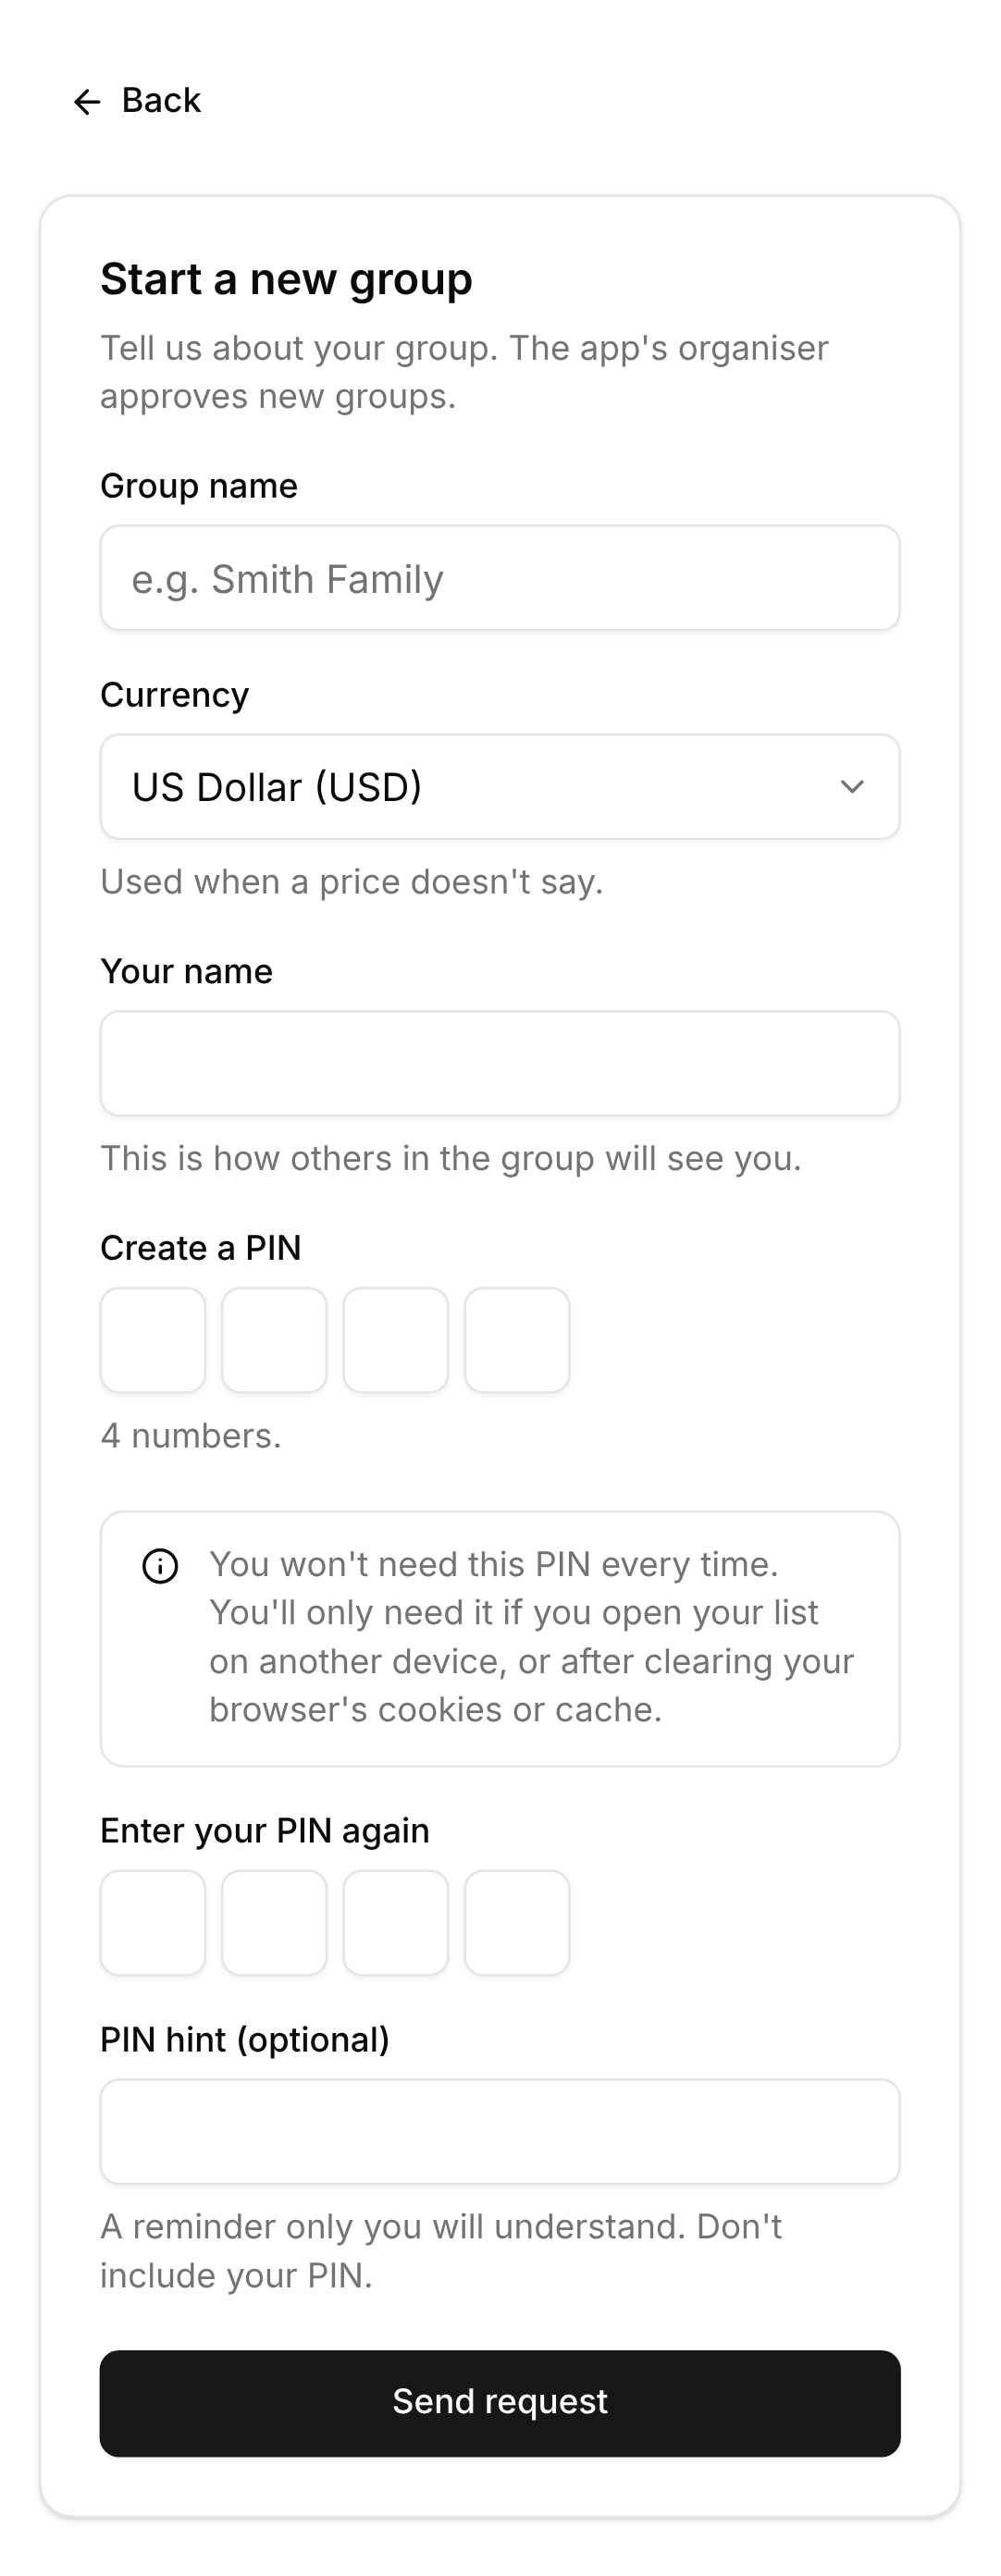 Back
Start a new group
Tell us about your group. The app's organiser
approves new groups.
Group name
e.g. Smith Family
Currency
US Dollar (USD)
Used when a price doesn't say.
Your name
This is how others in the group will see you.
Create a PIN
4 numbers.
You won't need this PIN every time.
You'll only need it if you open your list
on another device, or after clearing your
browser's cookies or cache.
Enter your PIN again
PIN hint (optional)
A reminder only you will understand. Don't
include your PIN.
Send request